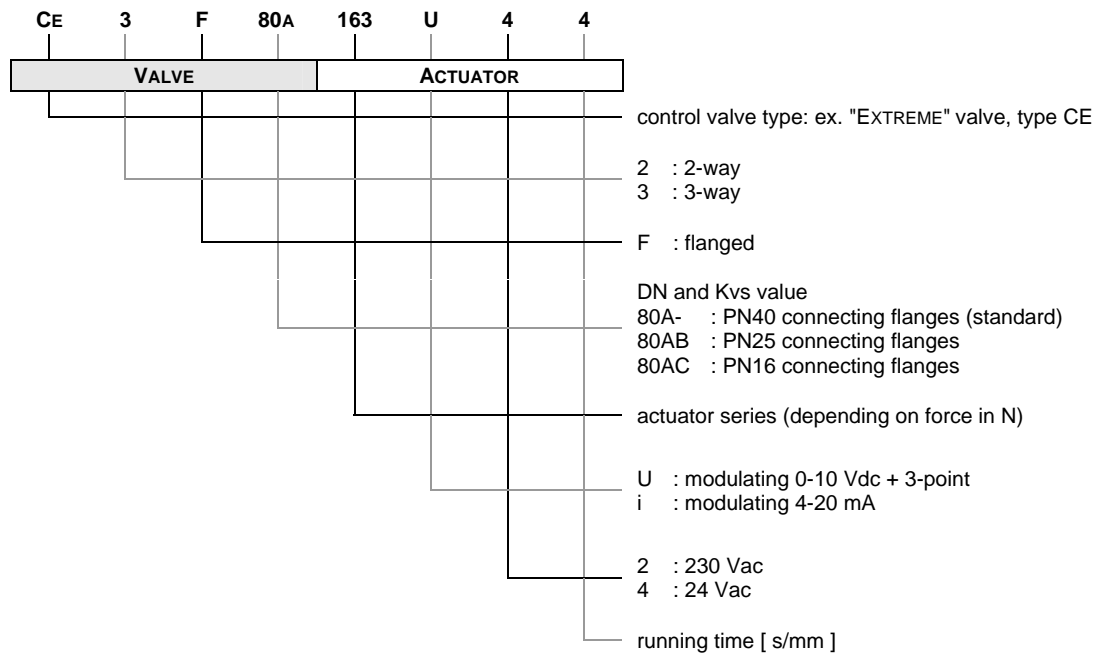 CE 3 F 80A 163 U 4 4
VALVE ACTUATOR
control valve type: ex. "EXTREME" valve, type CE
2 : 2-way
3 : 3-way
F : flanged
DN and Kvs value
80A- : PN40 connecting flanges (standard)
80AB : PN25 connecting flanges
80AC : PN16 connecting flanges
actuator series (depending on force in N)
U : modulating 0-10 Vdc + 3-point
i : modulating 4-20 mA
2 : 230 Vac
4 : 24 Vac
running time [ s/mm ]